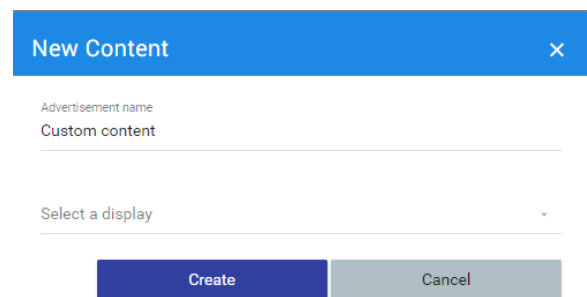 New Content
Advertisement name
Custom content
Select a display
Create Cancel